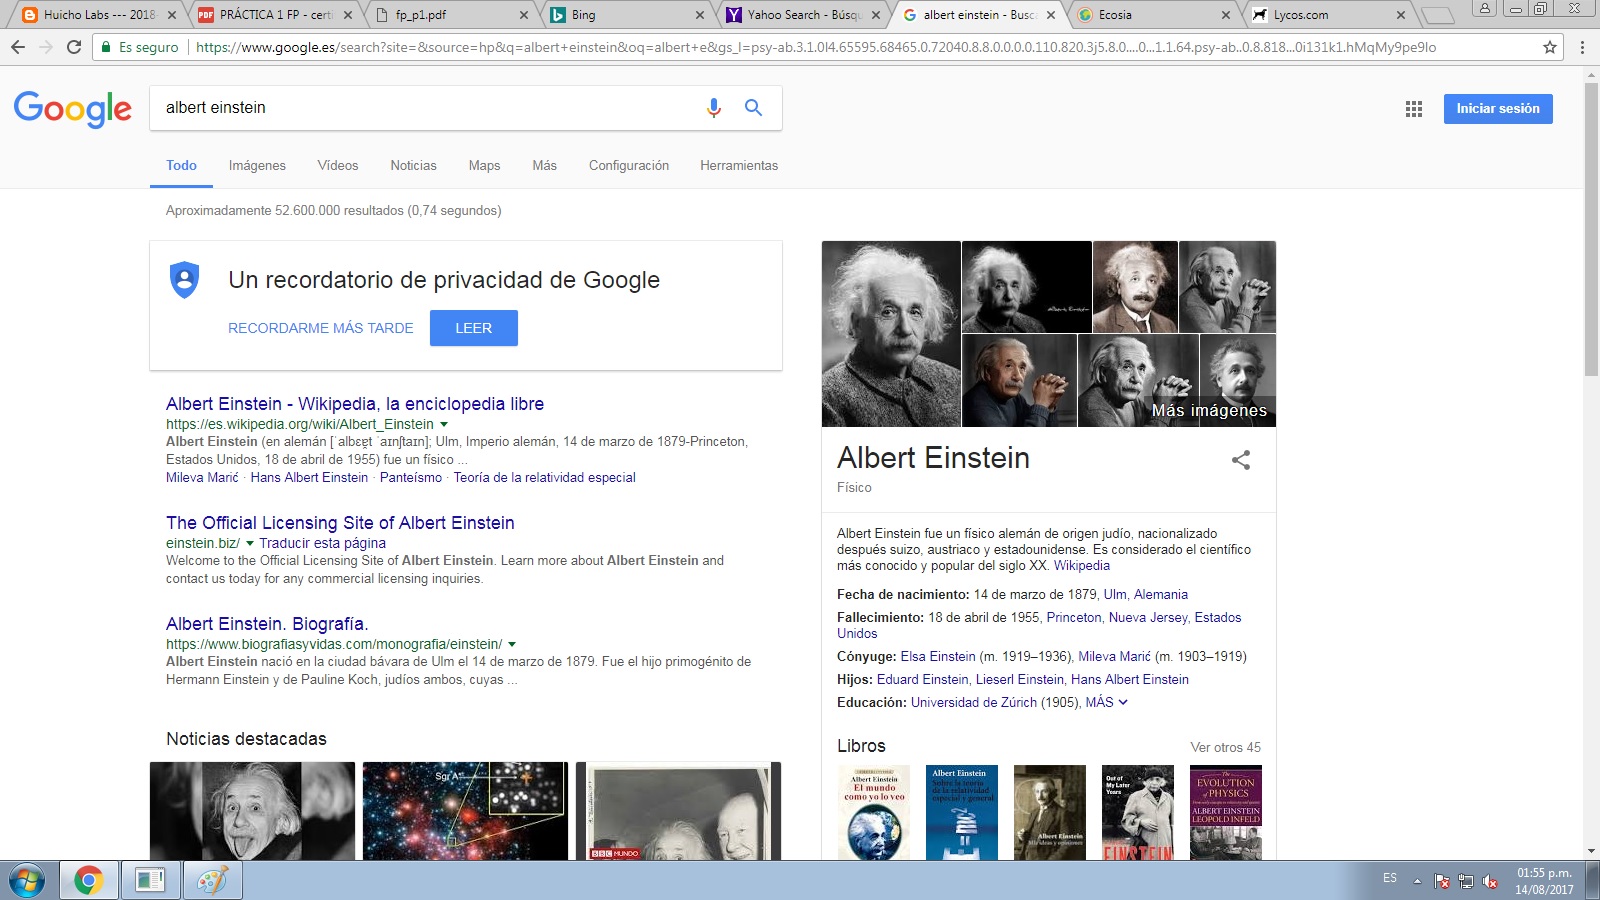 Huicho Labs --- 2018-
PRÁCTICA 1 FP - certi
fp_p1.pdf
Bing
Yahoo Search - Búsqu
albert einstein - Busca
Ecosia
Lycos.com
Es seguro
https://www.google.es/search?site=&source=hp&q=albert+einstein&oq=albert+e&gs_l=psy-ab.3.1.0l4.65595.68465.0.72040.8.8.0.0.0.0.110.820.3j5.8.0....0...1.1.64.psy-ab..0.8.818...0i131k1.hMqMy9pe9Io
Google
albert einstein
Iniciar sesión
Todo Imágenes Vídeos Noticias Maps Más Configuración Herramientas
Aproximadamente 52.600.000 resultados (0,74 segundos)
Un recordatorio de privacidad de Google
RECORDARME MÁS TARDE LEER
Albert Einstein - Wikipedia, la enciclopedia libre
https://es.wikipedia.org/wiki/Albert_Einstein
Albert Einstein (en alemán [ˈalbɛɐ̯t ˈaɪnʃtaɪn]; Ulm, Imperio alemán, 14 de marzo de 1879-Princeton,
Estados Unidos, 18 de abril de 1955) fue un físico ...
Mileva Marić · Hans Albert Einstein · Panteísmo · Teoría de la relatividad especial
The Official Licensing Site of Albert Einstein
einstein.biz/ Traducir esta página
Welcome to the Official Licensing Site of Albert Einstein. Learn more about Albert Einstein and
contact us today for any commercial licensing inquiries.
Albert Einstein. Biografía.
https://www.biografiasyvidas.com/monografia/einstein/
Albert Einstein nació en la ciudad bávara de Ulm el 14 de marzo de 1879. Fue el hijo primogénito de
Hermann Einstein y de Pauline Koch, judíos ambos, cuyas ...
Noticias destacadas
Sgr A*
BBC MUNDO
Más imágenes
Albert Einstein
Físico
Albert Einstein fue un físico alemán de origen judío, nacionalizado
después suizo, austriaco y estadounidense. Es considerado el científico
más conocido y popular del siglo XX. Wikipedia
Fecha de nacimiento: 14 de marzo de 1879, Ulm, Alemania
Fallecimiento: 18 de abril de 1955, Princeton, Nueva Jersey, Estados
Unidos
Cónyuge: Elsa Einstein (m. 1919–1936), Mileva Marić (m. 1903–1919)
Hijos: Eduard Einstein, Lieserl Einstein, Hans Albert Einstein
Educación: Universidad de Zúrich (1905), MÁS
Libros
Ver otros 45
Albert Einstein
El mundo
como yo lo veo
Albert Einstein
Sobre la teoría
de la relatividad
especial y general
Albert Einstein
Mis ideas y opiniones
Out of
My Later
Years
EINSTEIN
The
EVOLUTION
of PHYSICS
ALBERT EINSTEIN
LEOPOLD INFELD
ES
01:55 p.m.
14/08/2017